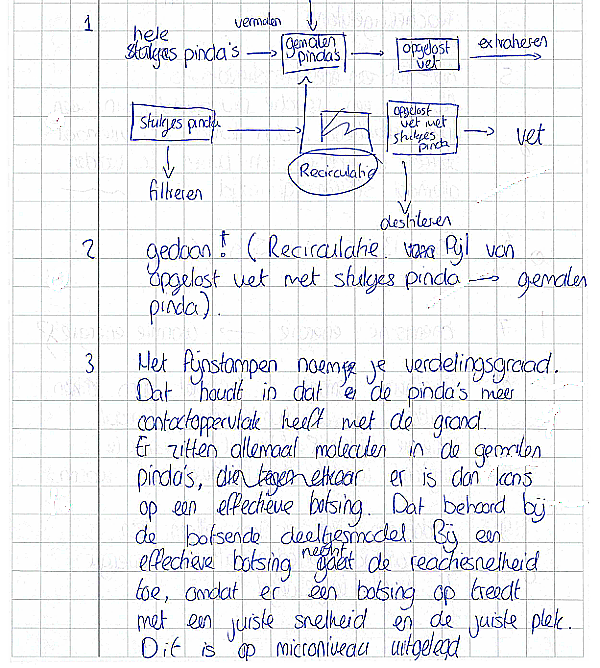 vermalen
1 hele
stukjes pinda's → gemalen pinda's → opgelost vet extraheren
stukjes pinda → opgelost vet met stukjes pinda → vet
Recirculatie
filtreren
destileren
2 gedaan! (Recirculatie. Pijl van
opgelost vet met stukjes pinda → gemalen
pinda).
3 Het fijnstampen noem je verdelingsgraad.
Dat houdt in dat de pinda's meer
contactoppervlak heeft met de grond.
Er zitten allemaal moleculen in de gemalen
pinda's, die tegen elkaar er is dan kans
op een effectieve botsing. Dat behoord bij
de botsende deeltjesmodel. Bij een
effectieve botsing neemt de reactiesnelheid
toe, omdat er een botsing op treedt
met een juiste snelheid en de juiste plek.
Dit is op microniveau uitgelegd